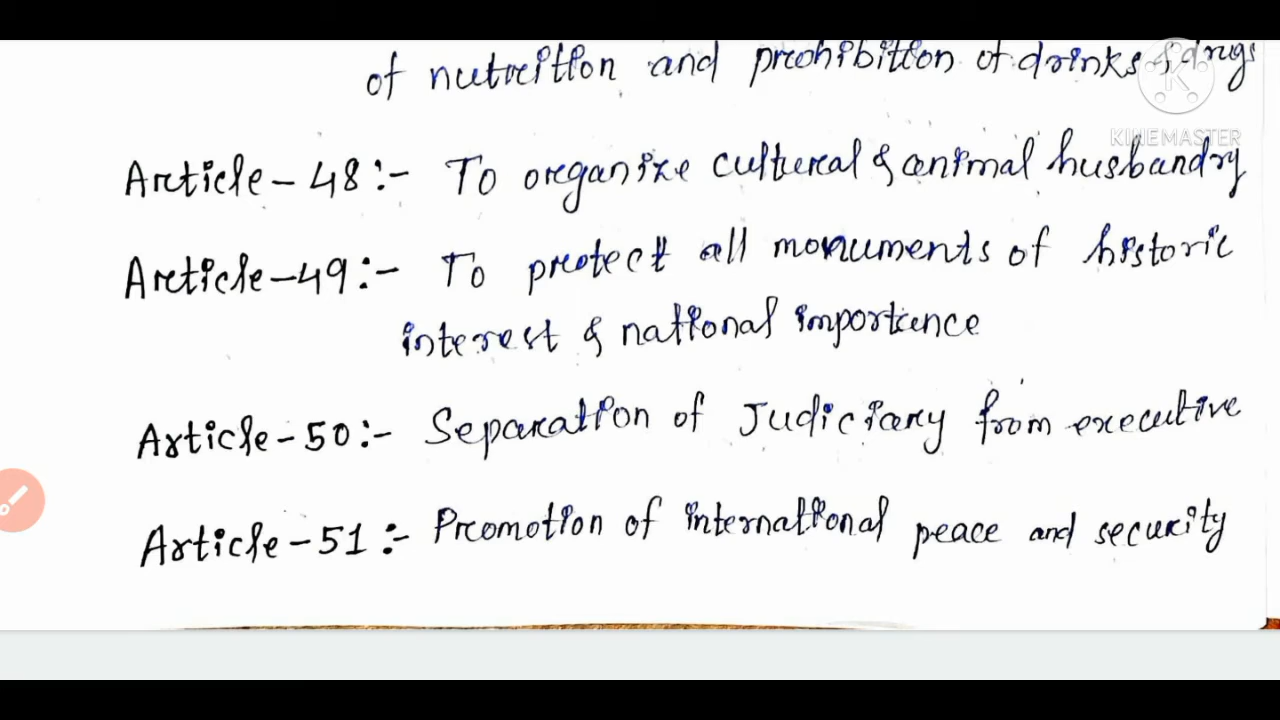 of nutrition and prohibition of drinks & drugs
KINEMASTER
Article - 48 :- To organize cultural & animal husbandry
Article - 49 :- To protect all monuments of historic
interest & national importance
Article - 50 :- Separation of Judiciary from executive
Article - 51 :- Promotion of international peace and security